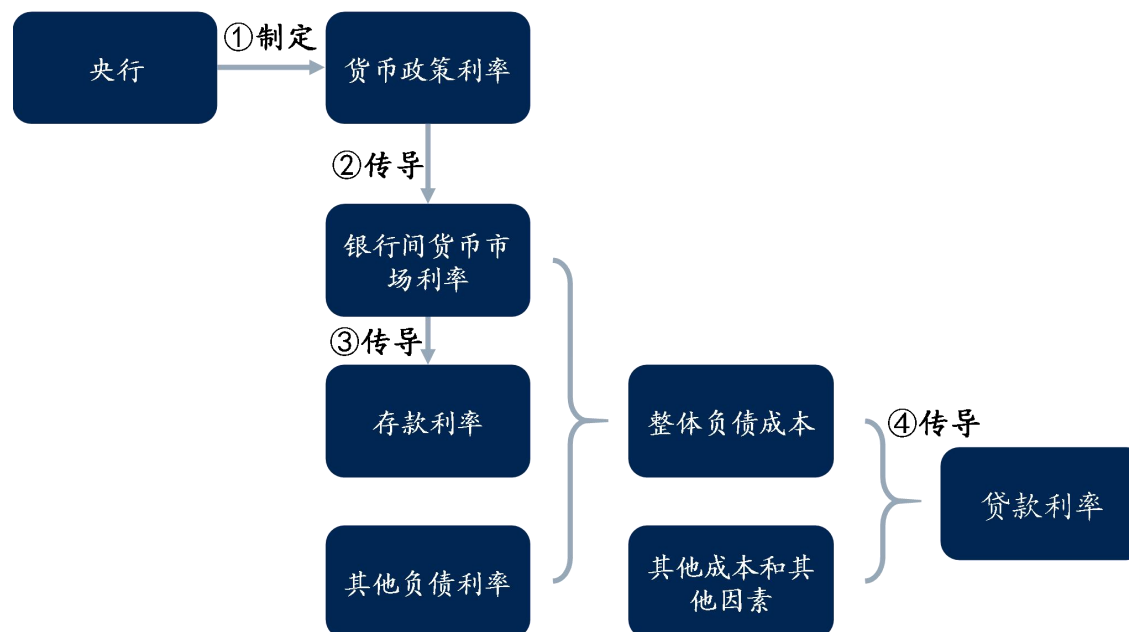 ①制定
央行
货币政策利率
②传导
银行间货币市
场利率
③传导
存款利率
整体负债成本
④传导
贷款利率
其他负债利率
其他成本和其
他因素